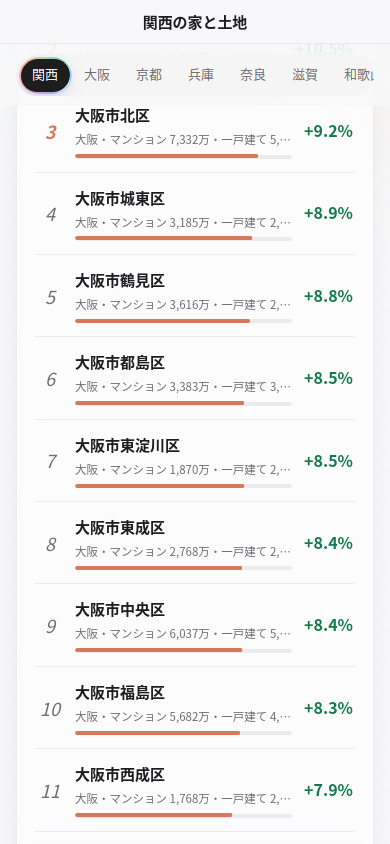 関西の家と土地
2
+10.5%
関西
大阪
京都
兵庫
奈良
滋賀
和歌
3
大阪市北区
大阪・マンション 7,332万・一戸建て 5,…
+9.2%
4
大阪市城東区
大阪・マンション 3,185万・一戸建て 2,…
+8.9%
5
大阪市鶴見区
大阪・マンション 3,616万・一戸建て 2,…
+8.8%
6
大阪市都島区
大阪・マンション 3,383万・一戸建て 3,…
+8.5%
7
大阪市東淀川区
大阪・マンション 1,870万・一戸建て 2,…
+8.5%
8
大阪市東成区
大阪・マンション 2,768万・一戸建て 2,…
+8.4%
9
大阪市中央区
大阪・マンション 6,037万・一戸建て 5,…
+8.4%
10
大阪市福島区
大阪・マンション 5,682万・一戸建て 4,…
+8.3%
11
大阪市西成区
大阪・マンション 1,768万・一戸建て 2,…
+7.9%